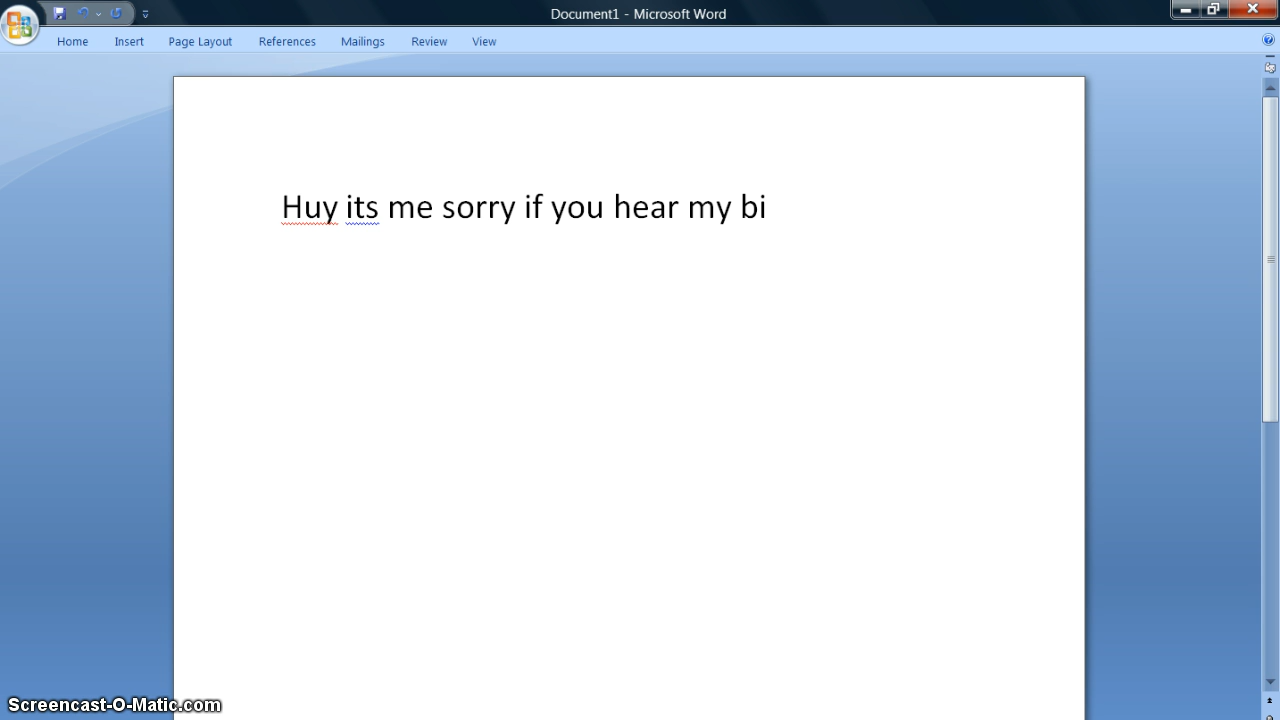 Document1 - Microsoft Word
Home Insert Page Layout References Mailings Review View
Huy its me sorry if you hear my bi
Screencast-O-Matic.com